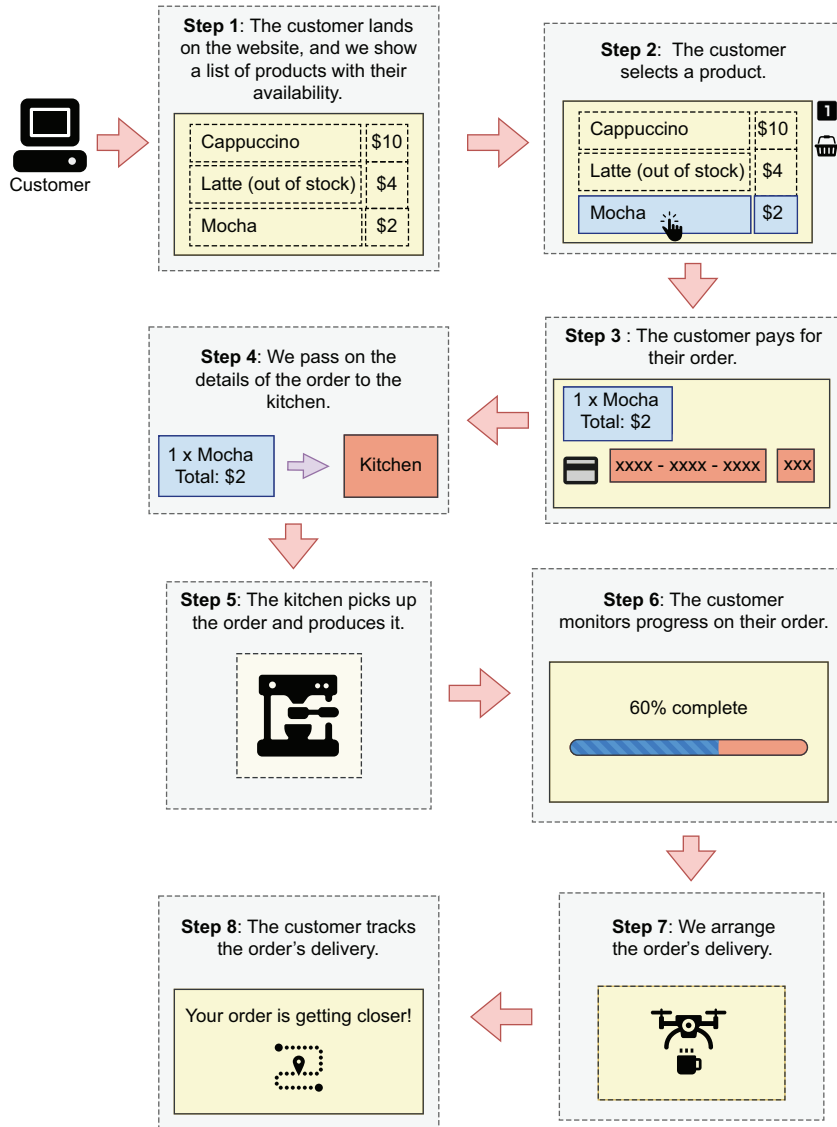 Customer
Step 1: The customer lands
on the website, and we show
a list of products with their
availability.
Cappuccino $10
Latte (out of stock) $4
Mocha $2
Step 2: The customer
selects a product.
1
Cappuccino $10
Latte (out of stock) $4
Mocha $2
Step 3 : The customer pays for
their order.
1 x Mocha
Total: $2
xxxx - xxxx - xxxx xxx
Step 4: We pass on the
details of the order to the
kitchen.
1 x Mocha
Total: $2
Kitchen
Step 5: The kitchen picks up
the order and produces it.
Step 6: The customer
monitors progress on their order.
60% complete
Step 7: We arrange
the order's delivery.
Step 8: The customer tracks
the order's delivery.
Your order is getting closer!